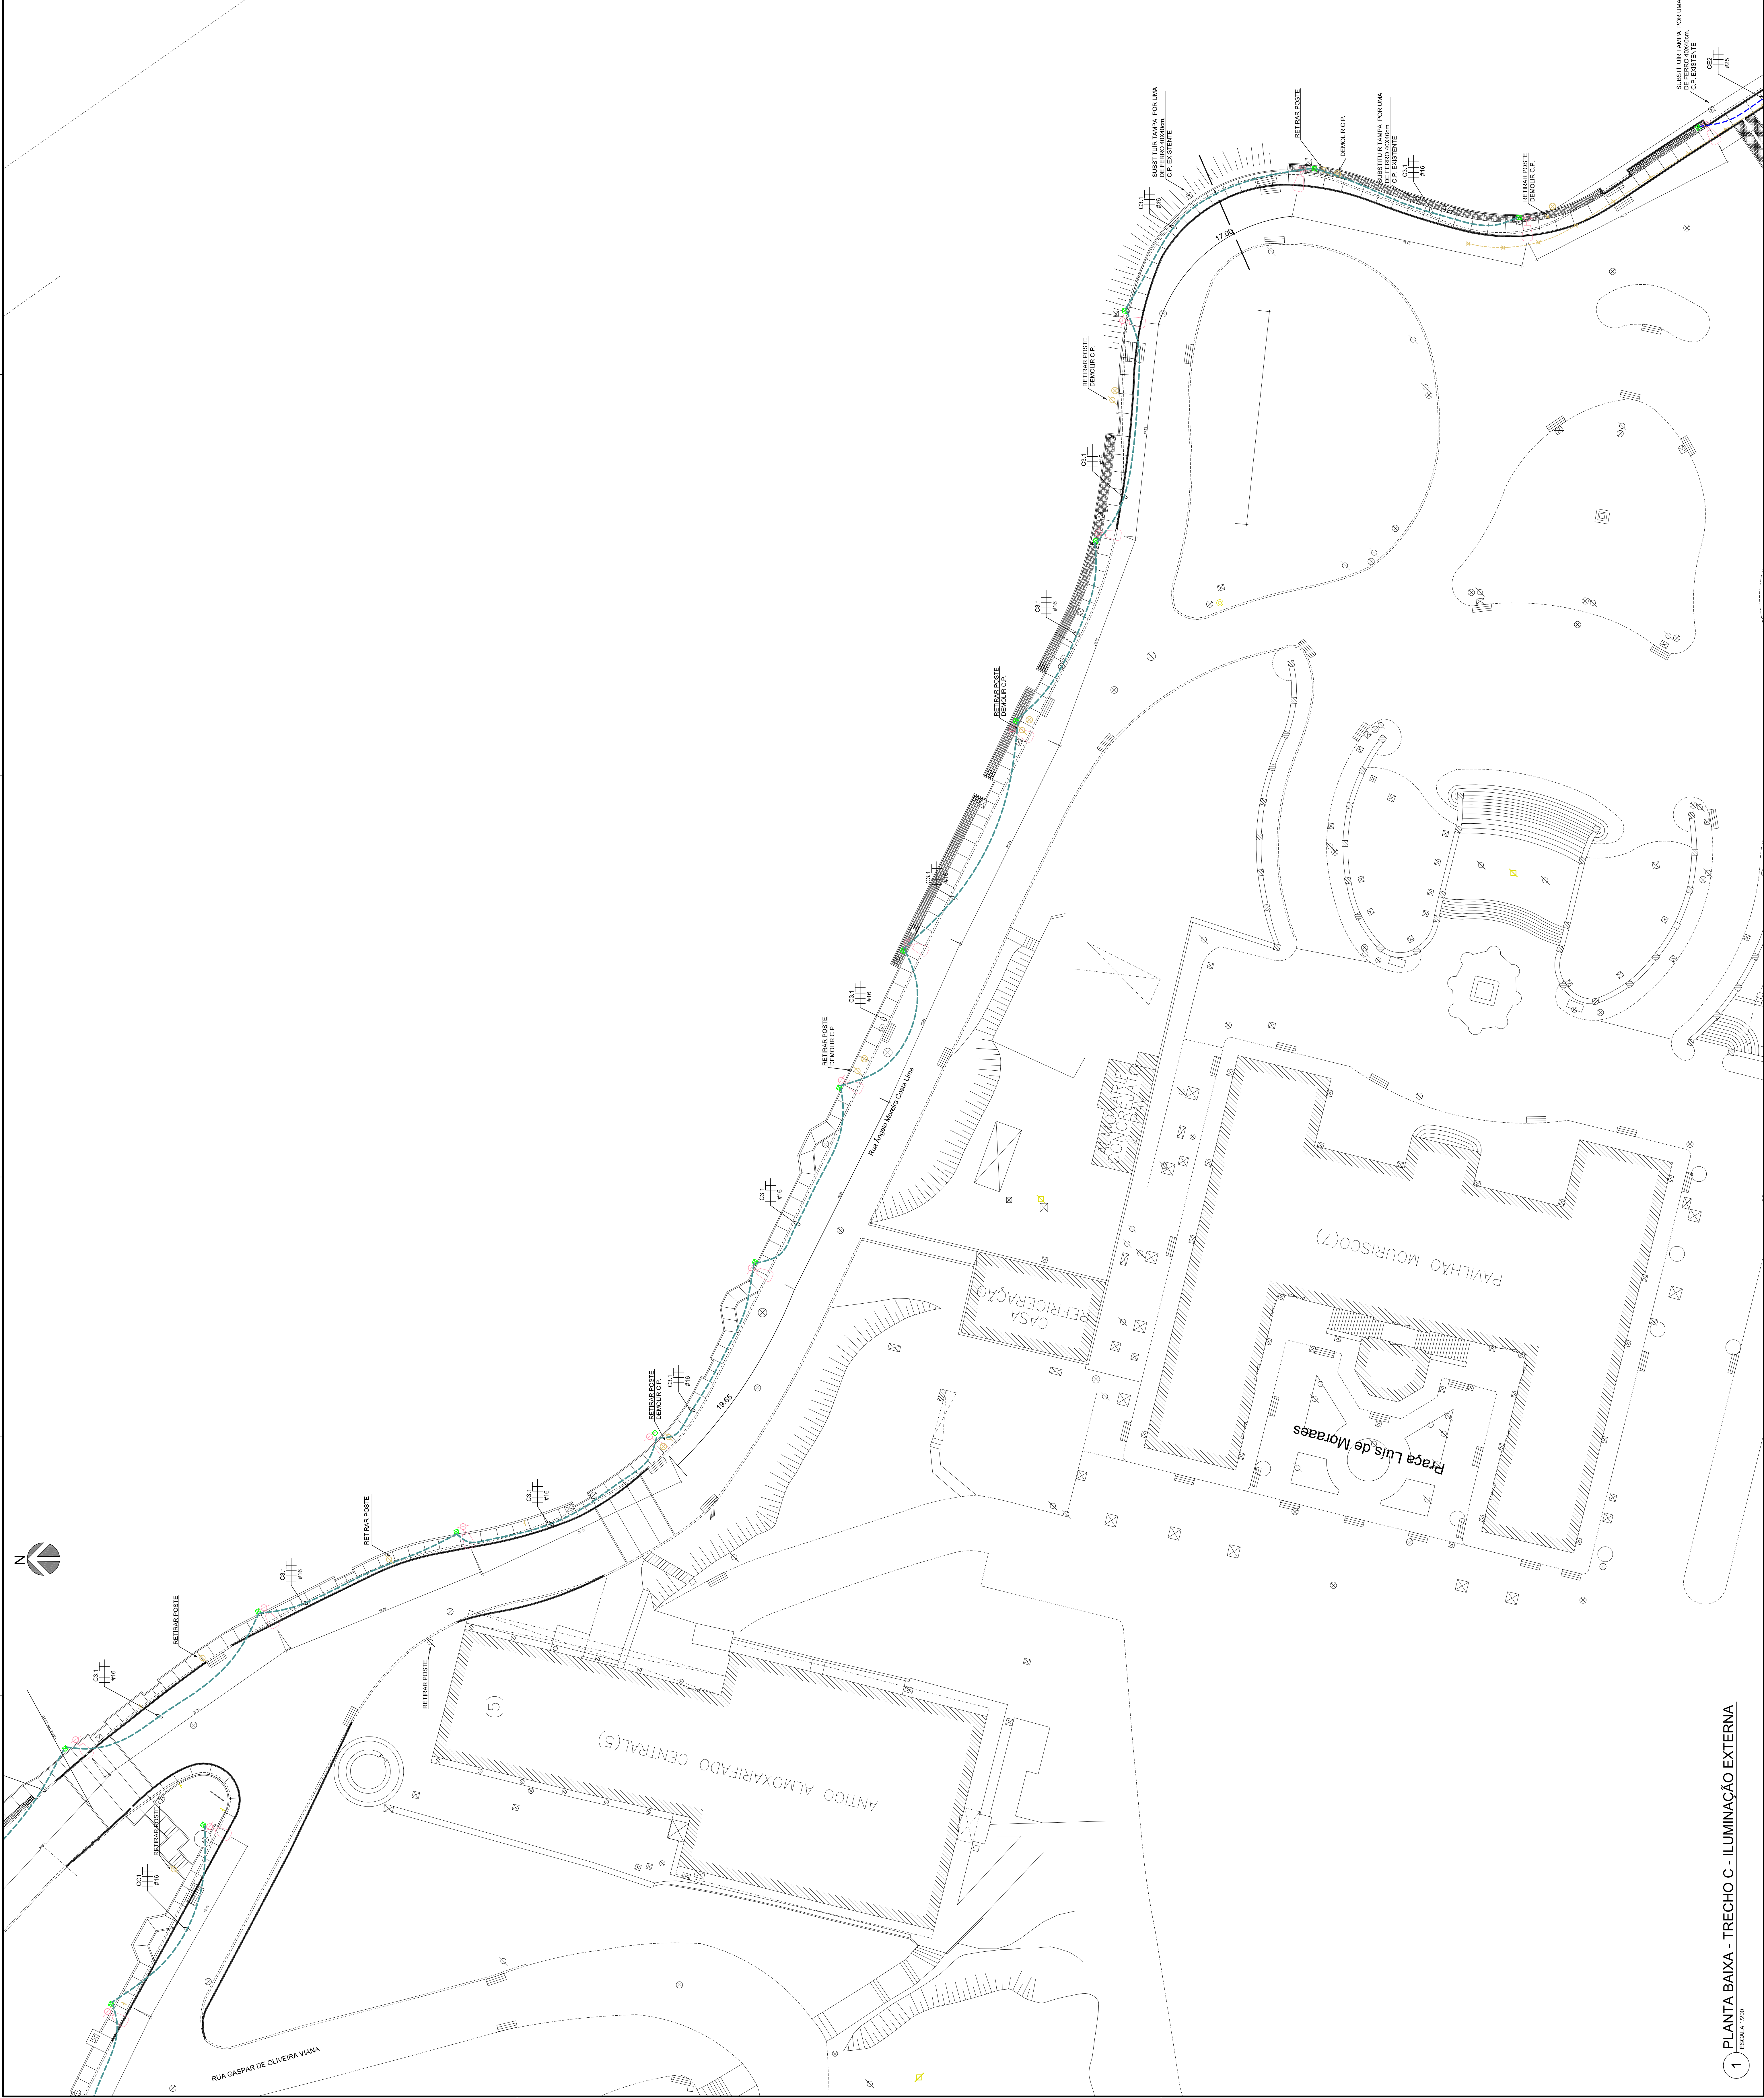 SUBSTITUIR TAMPA POR UMA
DE FERRO 40X40cm,
C.P. EXISTENTE
CE2
#25
SUBSTITUIR TAMPA POR UMA
DE FERRO 40X40cm,
C.P. EXISTENTE
C3.1
#16
RETIRAR POSTE
DEMOLIR C.P.
SUBSTITUIR TAMPA POR UMA
DE FERRO 40X40cm,
C.P. EXISTENTE
C3.1
#16
RETIRAR POSTE
DEMOLIR C.P.
17.00
RETIRAR POSTE
DEMOLIR C.P.
C3.1
#16
C3.1
#16
RETIRAR POSTE
DEMOLIR C.P.
C3.1
#16
C3.1
#16
RETIRAR POSTE
DEMOLIR C.P.
Rua Ângelo Moreira Costa Lima
C3.1
#16
ALMOXARIF.
CONCREJATO
2 PAV
PAVILHÃO MOURISCO(7)
CASA
REFRIGERAÇÃO
Praça Luís de Moraaes
RETIRAR POSTE
DEMOLIR C.P.
C3.1
#16
19.65
C3.1
#16
RETIRAR POSTE
N
C3.1
#16
RETIRAR POSTE
C3.1
#16
RETIRAR POSTE
(5)
ANTIGO ALMOXARIFADO CENTRAL(5)
RETIRAR POSTE
CC1
#16
RUA GASPAR DE OLIVEIRA VIANA
1
PLANTA BAIXA - TRECHO C - ILUMINAÇÃO EXTERNA
ESCALA 1/200